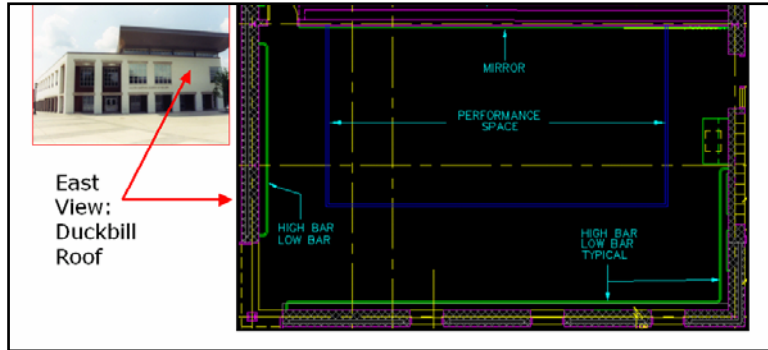 MIRROR
PERFORMANCE
SPACE
East
View:
Duckbill
Roof
HIGH BAR
LOW BAR
HIGH BAR
LOW BAR
TYPICAL